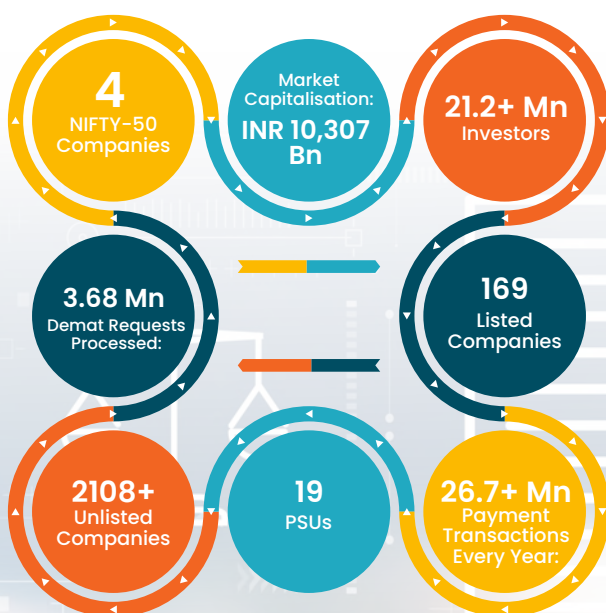 4
NIFTY-50
Companies
Market
Capitalisation:
INR 10,307
Bn
21.2+ Mn
Investors
3.68 Mn
Demat Requests
Processed:
169
Listed
Companies
2108+
Unlisted
Companies
19
PSUs
26.7+ Mn
Payment
Transactions
Every Year: